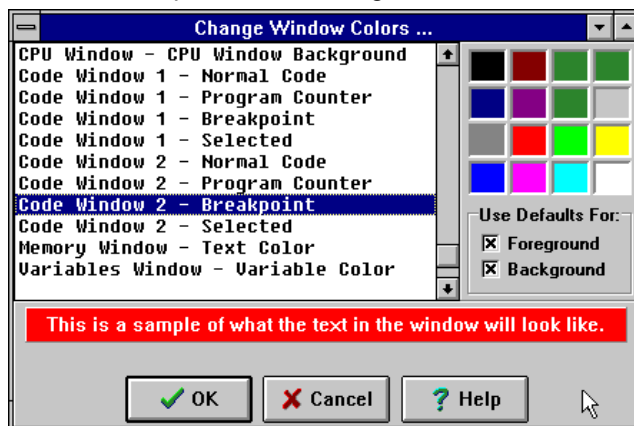 Change Window Colors ...
CPU Window - CPU Window Background
Code Window 1 - Normal Code
Code Window 1 - Program Counter
Code Window 1 - Breakpoint
Code Window 1 - Selected
Code Window 2 - Normal Code
Code Window 2 - Program Counter
Code Window 2 - Breakpoint
Code Window 2 - Selected
Memory Window - Text Color
Variables Window - Variable Color
Use Defaults For:
Foreground
Background
This is a sample of what the text in the window will look like.
OK
Cancel
? Help